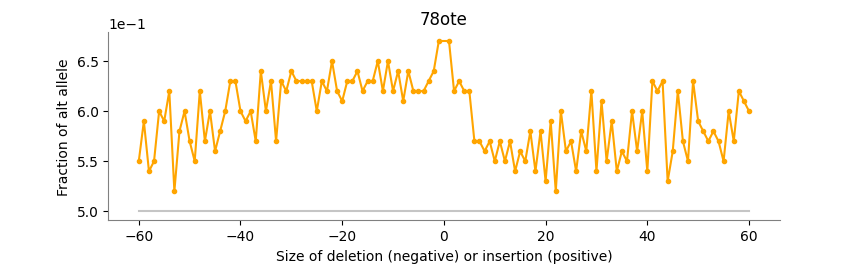 78ote
1e−1
Fraction of alt allele
6.5
6.0
5.5
5.0
−60 −40 −20 0 20 40 60
Size of deletion (negative) or insertion (positive)